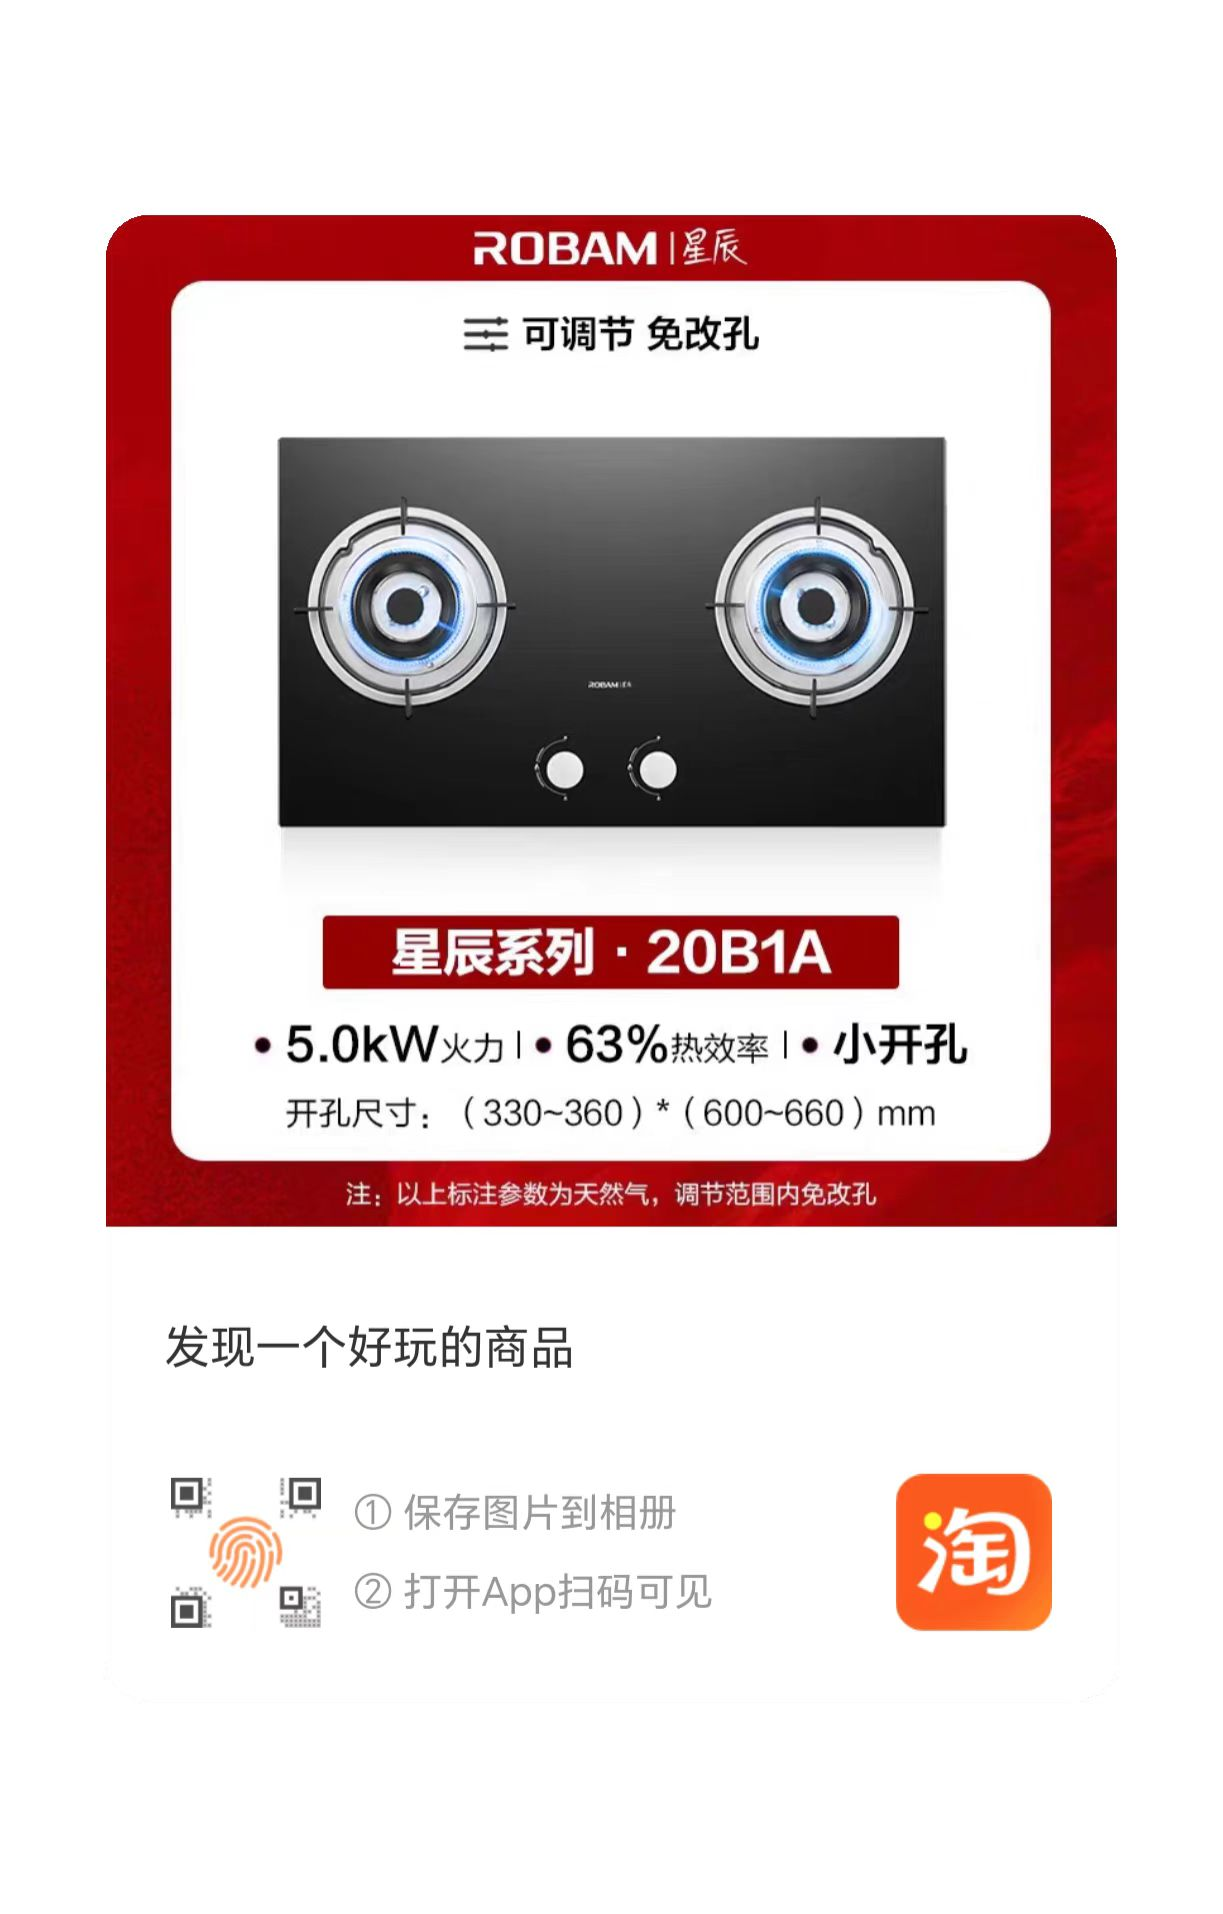 ROBAM|星辰
可调节 免改孔
ROBAM|星辰
星辰系列·20B1A
• 5.0kW火力 | • 63%热效率 | • 小开孔
开孔尺寸：（330~360）*（600~660）mm
注：以上标注参数为天然气，调节范围内免改孔
发现一个好玩的商品
① 保存图片到相册
② 打开App扫码可见
淘